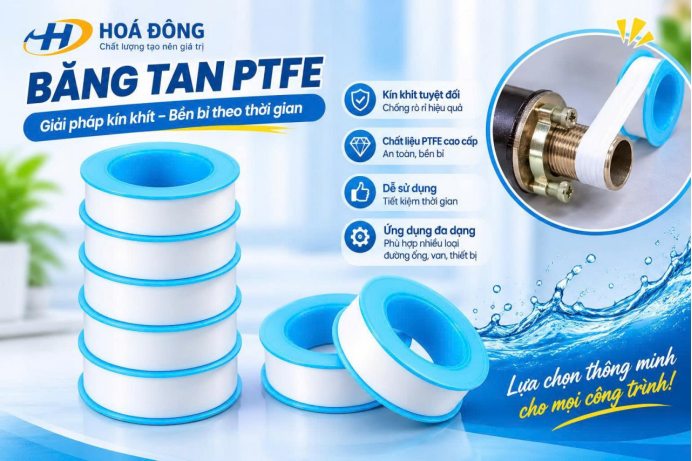 HOÁ ĐÔNG
Chất lượng tạo nên giá trị
BĂNG TAN PTFE
Giải pháp kín khít – Bền bỉ theo thời gian
Kín khít tuyệt đối
Chống rò rỉ hiệu quả
Chất liệu PTFE cao cấp
An toàn, bền bỉ
Dễ sử dụng
Tiết kiệm thời gian
Ứng dụng đa dạng
Phù hợp nhiều loại
đường ống, van, thiết bị
Lựa chọn thông minh
cho mọi công trình!